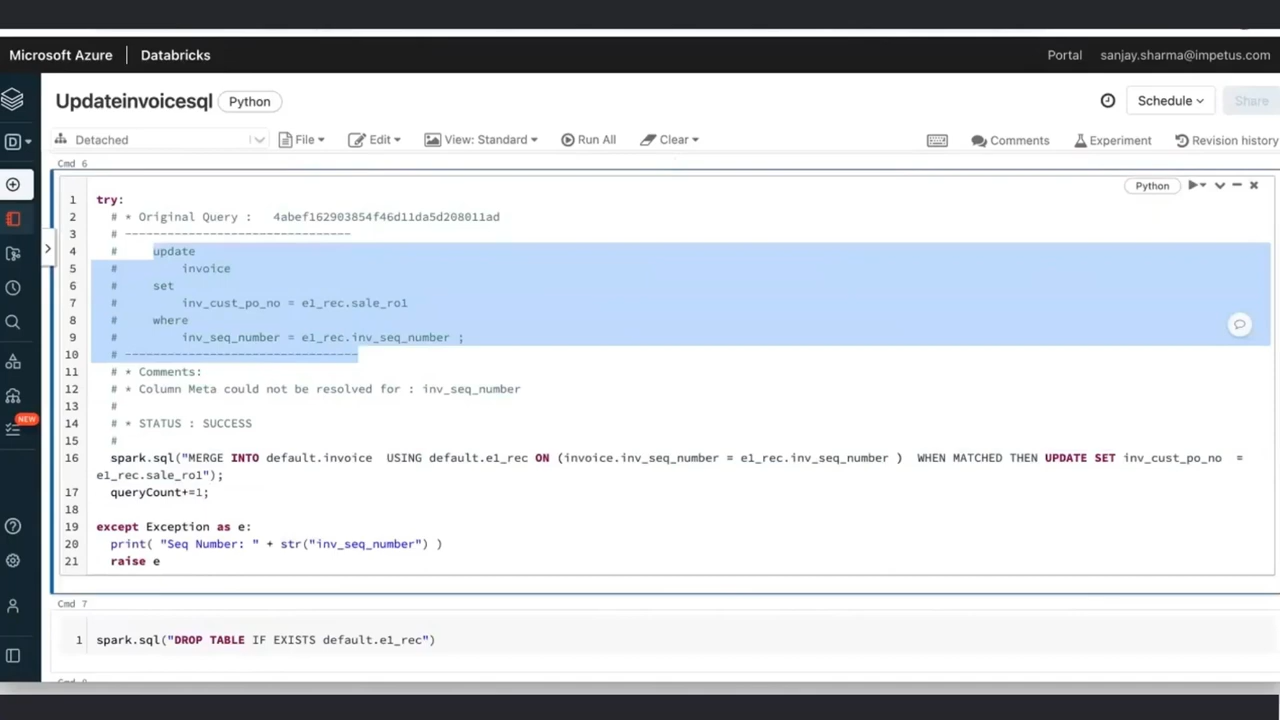 Microsoft Azure Databricks Portal sanjay.sharma@impetus.com
Updateinvoicesql Python Schedule Share
Detached File Edit View: Standard Run All Clear Comments Experiment Revision history
Cmd 6
Python
1 try:
2 # * Original Query : 4abef162903854f46d11da5d208011ad
3 # --------------------------------
4 # update
5 # invoice
6 # set
7 # inv_cust_po_no = e1_rec.sale_ro1
8 # where
9 # inv_seq_number = e1_rec.inv_seq_number ;
10 # ---------------------------------
11 # * Comments:
12 # * Column Meta could not be resolved for : inv_seq_number
13 #
14 # * STATUS : SUCCESS
15 #
16 spark.sql("MERGE INTO default.invoice USING default.e1_rec ON (invoice.inv_seq_number = e1_rec.inv_seq_number ) WHEN MATCHED THEN UPDATE SET inv_cust_po_no =
e1_rec.sale_ro1");
17 queryCount+=1;
18
19 except Exception as e:
20 print( "Seq Number: " + str("inv_seq_number") )
21 raise e
NEW
Cmd 7
1 spark.sql("DROP TABLE IF EXISTS default.e1_rec")